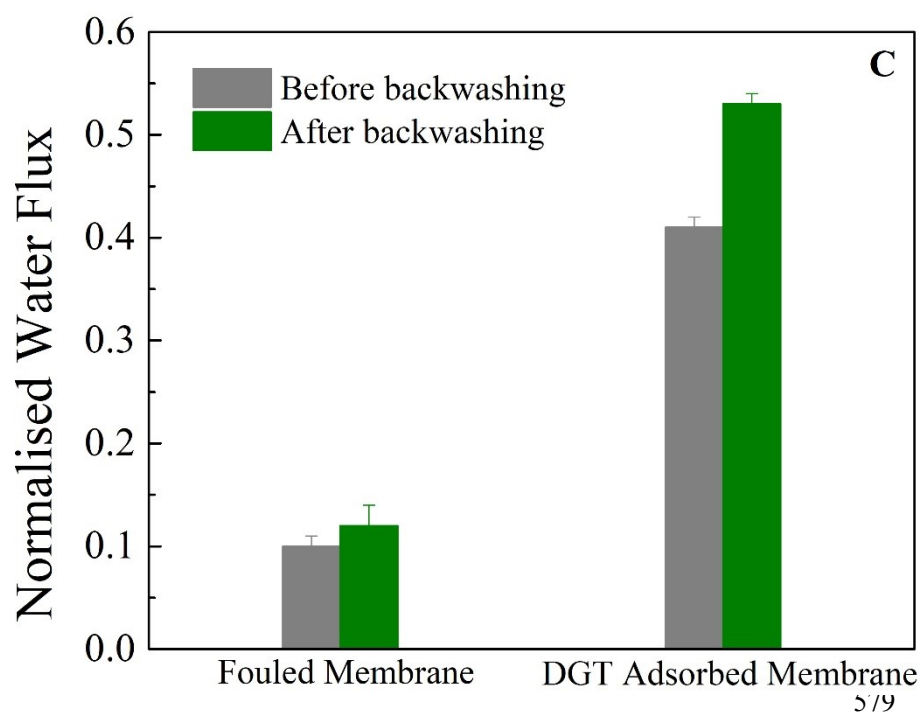 C
Before backwashing
After backwashing
Normalised Water Flux
0.6
0.5
0.4
0.3
0.2
0.1
0.0
Fouled Membrane
DGT Adsorbed Membrane
579